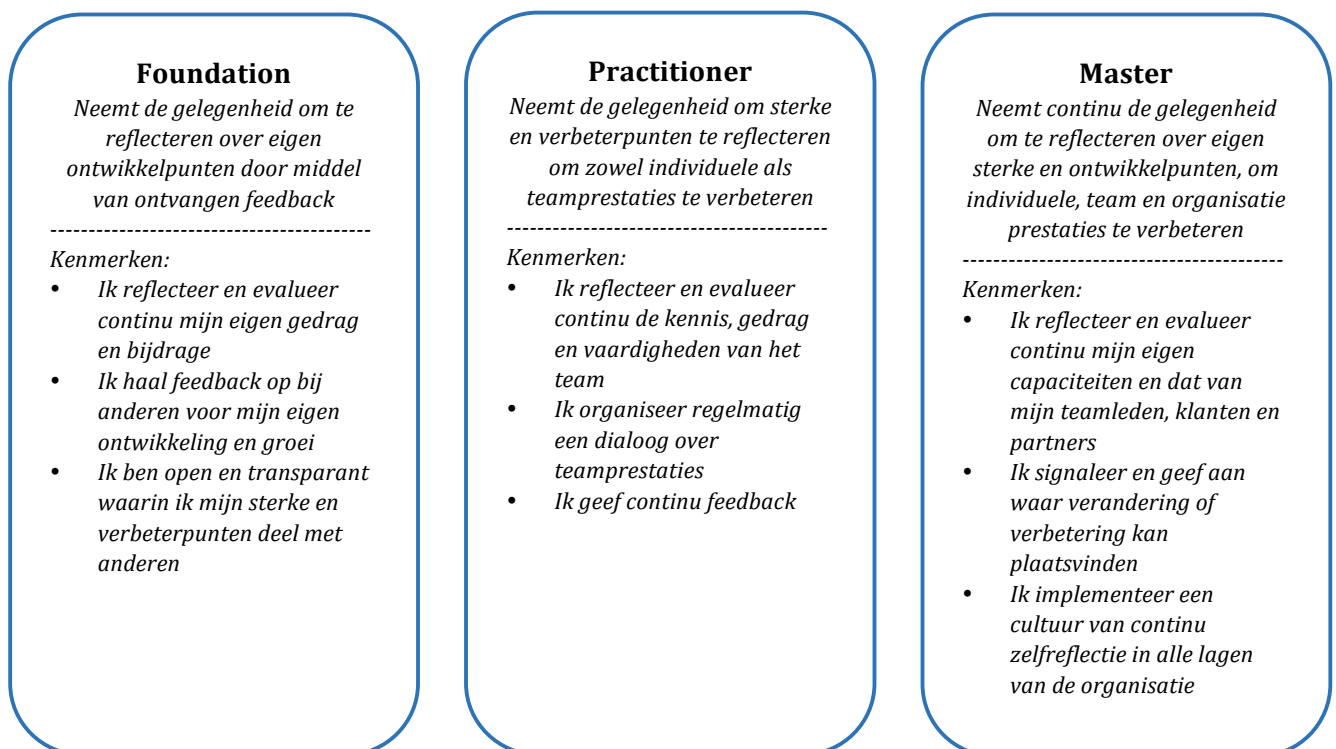 Foundation
Neemt de gelegenheid om te
reflecteren over eigen
ontwikkelpunten door middel
van ontvangen feedback
------------------------------------------
Kenmerken:
• Ik reflecteer en evalueer
continu mijn eigen gedrag
en bijdrage
• Ik haal feedback op bij
anderen voor mijn eigen
ontwikkeling en groei
• Ik ben open en transparant
waarin ik mijn sterke en
verbeterpunten deel met
anderen
Practitioner
Neemt de gelegenheid om sterke
en verbeterpunten te reflecteren
om zowel individuele als
teamprestaties te verbeteren
------------------------------------------
Kenmerken:
• Ik reflecteer en evalueer
continu de kennis, gedrag
en vaardigheden van het
team
• Ik organiseer regelmatig
een dialoog over
teamprestaties
• Ik geef continu feedback
Master
Neemt continu de gelegenheid
om te reflecteren over eigen
sterke en ontwikkelpunten, om
individuele, team en organisatie
prestaties te verbeteren
------------------------------------------
Kenmerken:
• Ik reflecteer en evalueer
continu mijn eigen
capaciteiten en dat van
mijn teamleden, klanten en
partners
• Ik signaleer en geef aan
waar verandering of
verbetering kan
plaatsvinden
• Ik implementeer een
cultuur van continu
zelfreflectie in alle lagen
van de organisatie